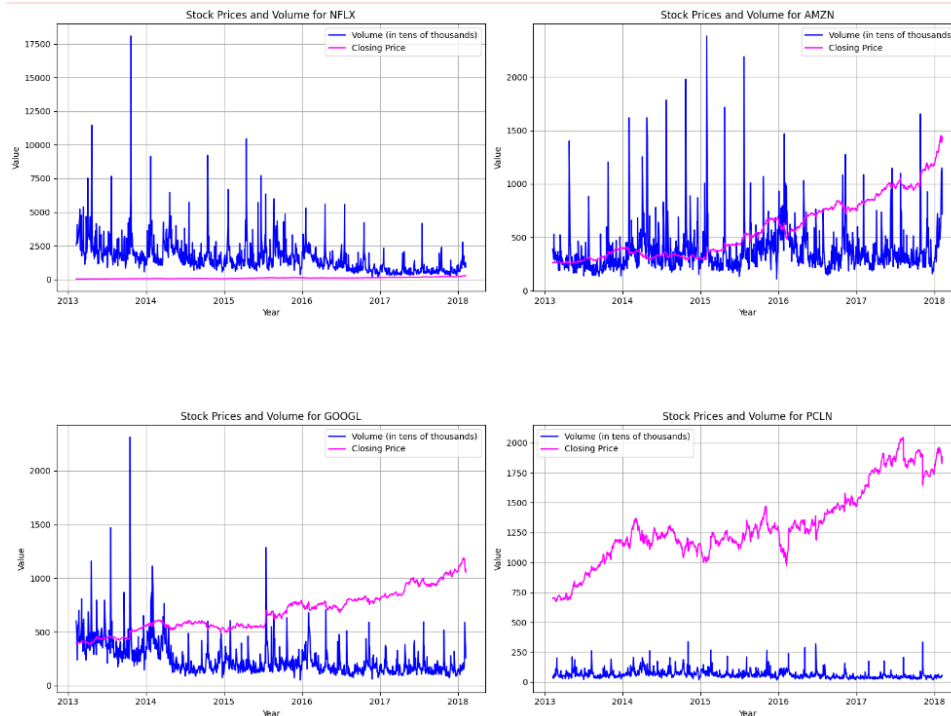 Stock Prices and Volume for NFLX
Volume (in tens of thousands)
Closing Price
17500
15000
12500
10000
7500
5000
2500
0
Value
2013 2014 2015 2016 2017 2018
Year
Stock Prices and Volume for AMZN
Volume (in tens of thousands)
Closing Price
2000
1500
1000
500
0
Value
2013 2014 2015 2016 2017 2018
Year
Stock Prices and Volume for GOOGL
Volume (in tens of thousands)
Closing Price
2000
1500
1000
500
0
Value
2013 2014 2015 2016 2017 2018
Year
Stock Prices and Volume for PCLN
Volume (in tens of thousands)
Closing Price
2000
1750
1500
1250
1000
750
500
250
0
Value
2013 2014 2015 2016 2017 2018
Year